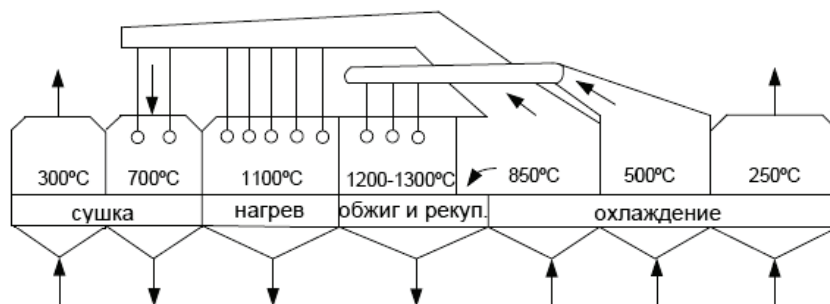 300ºC 700ºC 1100ºC 1200-1300ºC 850ºC 500ºC 250ºC
сушка нагрев обжиг и рекуп. охлаждение